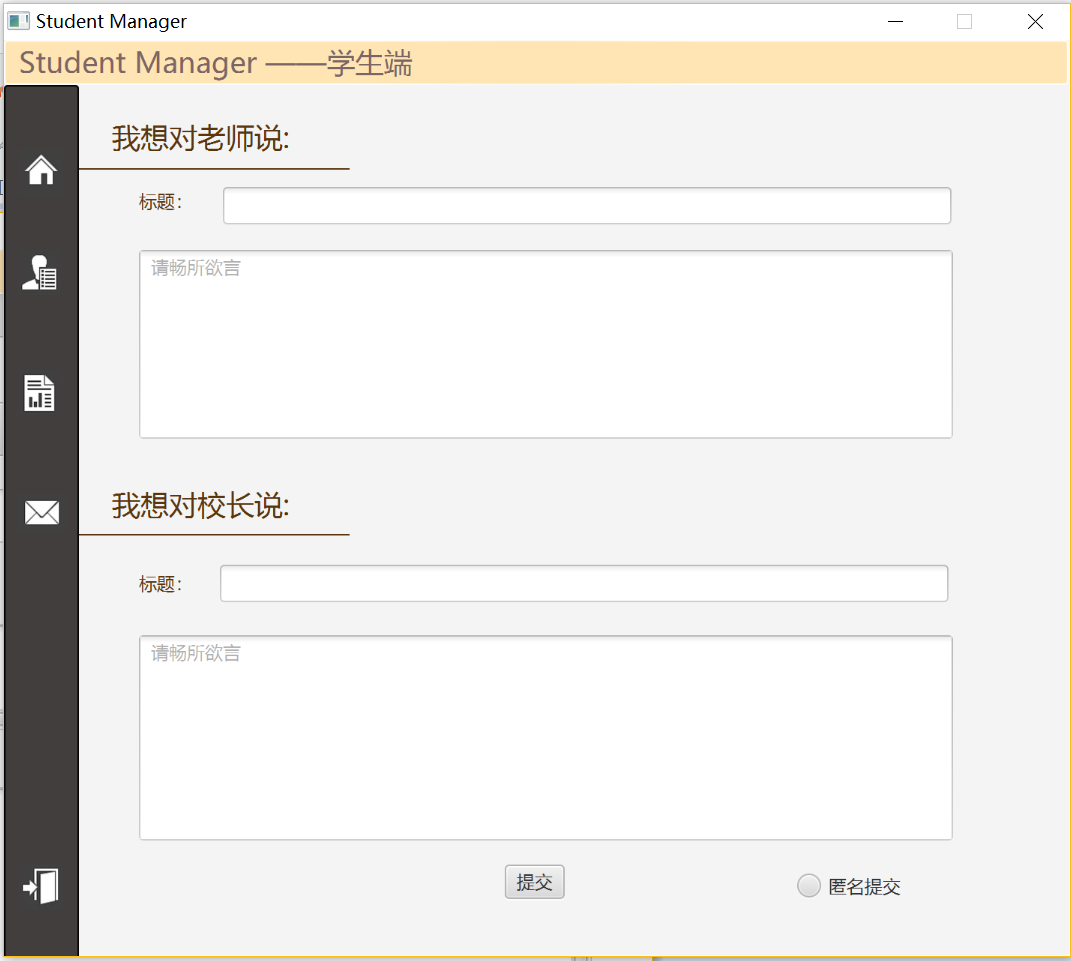 Student Manager
Student Manager ——学生端
我想对老师说:
标题：
请畅所欲言
我想对校长说:
标题：
请畅所欲言
提交
匿名提交